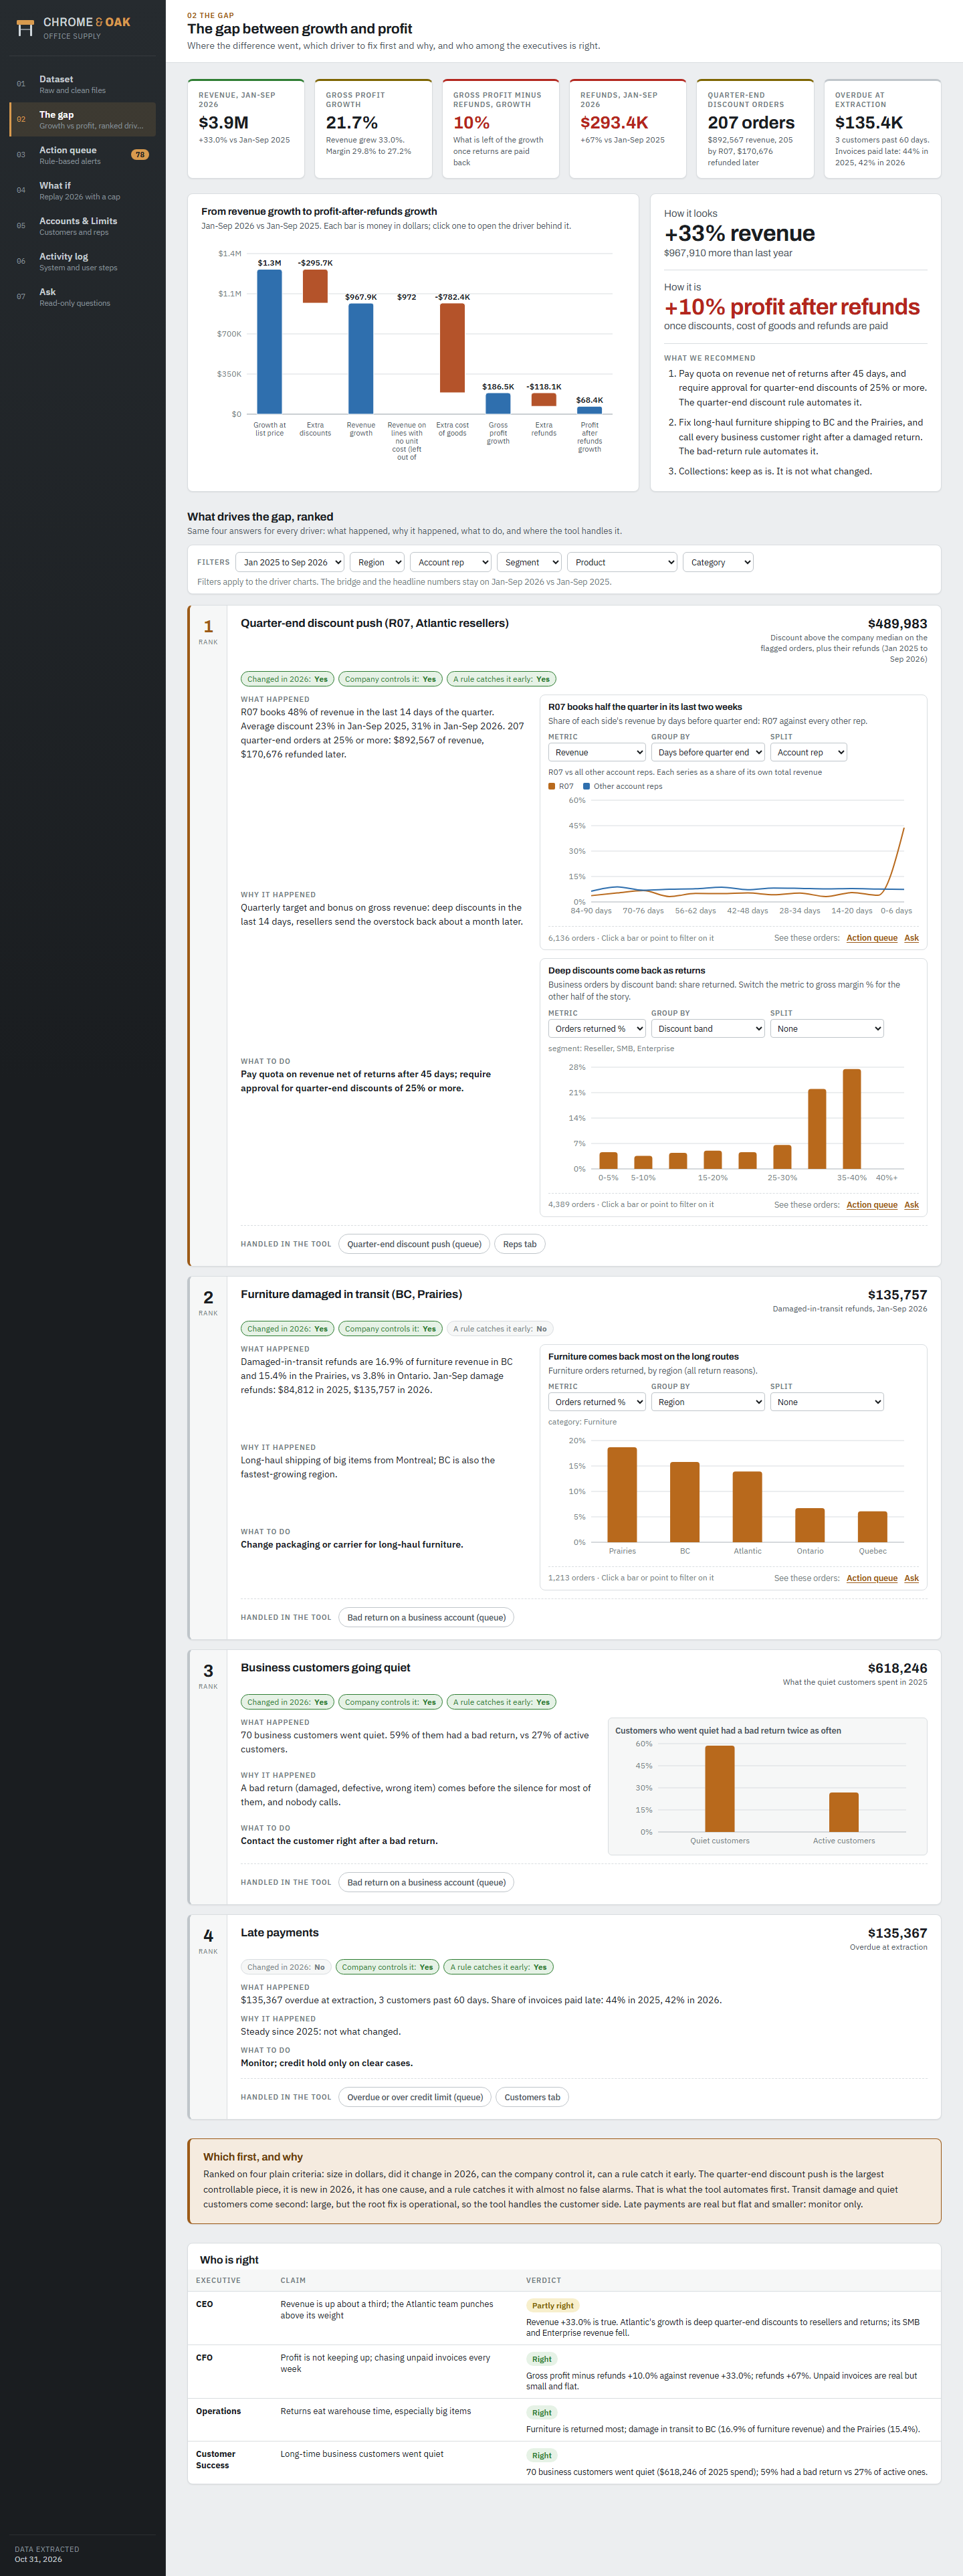 CHROME & OAK
OFFICE SUPPLY
01 Dataset
Raw and clean files
02 The gap
Growth vs profit, ranked driv...
03 Action queue 78
Rule-based alerts
04 What if
Replay 2026 with a cap
05 Accounts & Limits
Customers and reps
06 Activity log
System and user steps
07 Ask
Read-only questions
DATA EXTRACTED
Oct 31, 2026
02 THE GAP
The gap between growth and profit
Where the difference went, which driver to fix first and why, and who among the executives is right.
REVENUE, JAN-SEP
2026
$3.9M
+33.0% vs Jan-Sep 2025
GROSS PROFIT
GROWTH
21.7%
Revenue grew 33.0%.
Margin 29.8% to 27.2%
GROSS PROFIT MINUS
REFUNDS, GROWTH
10%
What is left of the growth
once returns are paid
back
REFUNDS, JAN-SEP
2026
$293.4K
+67% vs Jan-Sep 2025
QUARTER-END
DISCOUNT ORDERS
207 orders
$892,567 revenue, 205
by R07, $170,676
refunded later
OVERDUE AT
EXTRACTION
$135.4K
3 customers past 60 days.
Invoices paid late: 44% in
2025, 42% in 2026
From revenue growth to profit-after-refunds growth
Jan-Sep 2026 vs Jan-Sep 2025. Each bar is money in dollars; click one to open the driver behind it.
$1.4M
$1.1M
$700K
$350K
$0
$1.3M
-$295.7K
$967.9K
$972
-$782.4K
$186.5K
-$118.1K
$68.4K
Growth at
list price
Extra
discounts
Revenue
growth
Revenue on
lines with
no unit
cost (left
out of
Extra cost
of goods
Gross
profit
growth
Extra
refunds
Profit
after
refunds
growth
How it looks
+33% revenue
$967,910 more than last year
How it is
+10% profit after refunds
once discounts, cost of goods and refunds are paid
WHAT WE RECOMMEND
1. Pay quota on revenue net of returns after 45 days, and
require approval for quarter-end discounts of 25% or more.
The quarter-end discount rule automates it.
2. Fix long-haul furniture shipping to BC and the Prairies, and
call every business customer right after a damaged return.
The bad-return rule automates it.
3. Collections: keep as is. It is not what changed.
What drives the gap, ranked
Same four answers for every driver: what happened, why it happened, what to do, and where the tool handles it.
FILTERS Jan 2025 to Sep 2026 Region Account rep Segment Product Category
Filters apply to the driver charts. The bridge and the headline numbers stay on Jan-Sep 2026 vs Jan-Sep 2025.
1
RANK
Quarter-end discount push (R07, Atlantic resellers)
$489,983
Discount above the company median on the
flagged orders, plus their refunds (Jan 2025 to
Sep 2026)
Changed in 2026: Yes Company controls it: Yes A rule catches it early: Yes
WHAT HAPPENED
R07 books 48% of revenue in the last 14 days of the quarter.
Average discount 23% in Jan-Sep 2025, 31% in Jan-Sep 2026. 207
quarter-end orders at 25% or more: $892,567 of revenue,
$170,676 refunded later.
WHY IT HAPPENED
Quarterly target and bonus on gross revenue: deep discounts in the
last 14 days, resellers send the overstock back about a month later.
WHAT TO DO
Pay quota on revenue net of returns after 45 days; require
approval for quarter-end discounts of 25% or more.
R07 books half the quarter in its last two weeks
Share of each side's revenue by days before quarter end: R07 against every other rep.
METRIC GROUP BY SPLIT
Revenue Days before quarter end Account rep
R07 vs all other account reps. Each series as a share of its own total revenue
R07 Other account reps
60%
45%
30%
15%
0%
84-90 days 70-76 days 56-62 days 42-48 days 28-34 days 14-20 days 0-6 days
6,136 orders · Click a bar or point to filter on it See these orders: Action queue Ask
Deep discounts come back as returns
Business orders by discount band: share returned. Switch the metric to gross margin % for the
other half of the story.
METRIC GROUP BY SPLIT
Orders returned % Discount band None
segment: Reseller, SMB, Enterprise
28%
21%
14%
7%
0%
0-5% 5-10% 15-20% 25-30% 35-40% 40%+
4,389 orders · Click a bar or point to filter on it See these orders: Action queue Ask
HANDLED IN THE TOOL Quarter-end discount push (queue) Reps tab
2
RANK
Furniture damaged in transit (BC, Prairies)
$135,757
Damaged-in-transit refunds, Jan-Sep 2026
Changed in 2026: Yes Company controls it: Yes A rule catches it early: No
WHAT HAPPENED
Damaged-in-transit refunds are 16.9% of furniture revenue in BC
and 15.4% in the Prairies, vs 3.8% in Ontario. Jan-Sep damage
refunds: $84,812 in 2025, $135,757 in 2026.
WHY IT HAPPENED
Long-haul shipping of big items from Montreal; BC is also the
fastest-growing region.
WHAT TO DO
Change packaging or carrier for long-haul furniture.
Furniture comes back most on the long routes
Furniture orders returned, by region (all return reasons).
METRIC GROUP BY SPLIT
Orders returned % Region None
category: Furniture
20%
15%
10%
5%
0%
Prairies BC Atlantic Ontario Quebec
1,213 orders · Click a bar or point to filter on it See these orders: Action queue Ask
HANDLED IN THE TOOL Bad return on a business account (queue)
3
RANK
Business customers going quiet
$618,246
What the quiet customers spent in 2025
Changed in 2026: Yes Company controls it: Yes A rule catches it early: Yes
WHAT HAPPENED
70 business customers went quiet. 59% of them had a bad return, vs 27% of active
customers.
WHY IT HAPPENED
A bad return (damaged, defective, wrong item) comes before the silence for most of
them, and nobody calls.
WHAT TO DO
Contact the customer right after a bad return.
Customers who went quiet had a bad return twice as often
60%
45%
30%
15%
0%
Quiet customers Active customers
HANDLED IN THE TOOL Bad return on a business account (queue)
4
RANK
Late payments
$135,367
Overdue at extraction
Changed in 2026: No Company controls it: Yes A rule catches it early: Yes
WHAT HAPPENED
$135,367 overdue at extraction, 3 customers past 60 days. Share of invoices paid late: 44% in 2025, 42% in 2026.
WHY IT HAPPENED
Steady since 2025: not what changed.
WHAT TO DO
Monitor; credit hold only on clear cases.
HANDLED IN THE TOOL Overdue or over credit limit (queue) Customers tab
Which first, and why
Ranked on four plain criteria: size in dollars, did it change in 2026, can the company control it, can a rule catch it early. The quarter-end discount push is the largest
controllable piece, it is new in 2026, it has one cause, and a rule catches it with almost no false alarms. That is what the tool automates first. Transit damage and quiet
customers come second: large, but the root fix is operational, so the tool handles the customer side. Late payments are real but flat and smaller: monitor only.
Who is right
EXECUTIVE CLAIM VERDICT
CEO
Revenue is up about a third; the Atlantic team punches
above its weight
Partly right
Revenue +33.0% is true. Atlantic's growth is deep quarter-end discounts to resellers and returns; its SMB
and Enterprise revenue fell.
CFO
Profit is not keeping up; chasing unpaid invoices every
week
Right
Gross profit minus refunds +10.0% against revenue +33.0%; refunds +67%. Unpaid invoices are real but
small and flat.
Operations
Returns eat warehouse time, especially big items
Right
Furniture is returned most; damage in transit to BC (16.9% of furniture revenue) and the Prairies (15.4%).
Customer
Success
Long-time business customers went quiet
Right
70 business customers went quiet ($618,246 of 2025 spend); 59% had a bad return vs 27% of active ones.